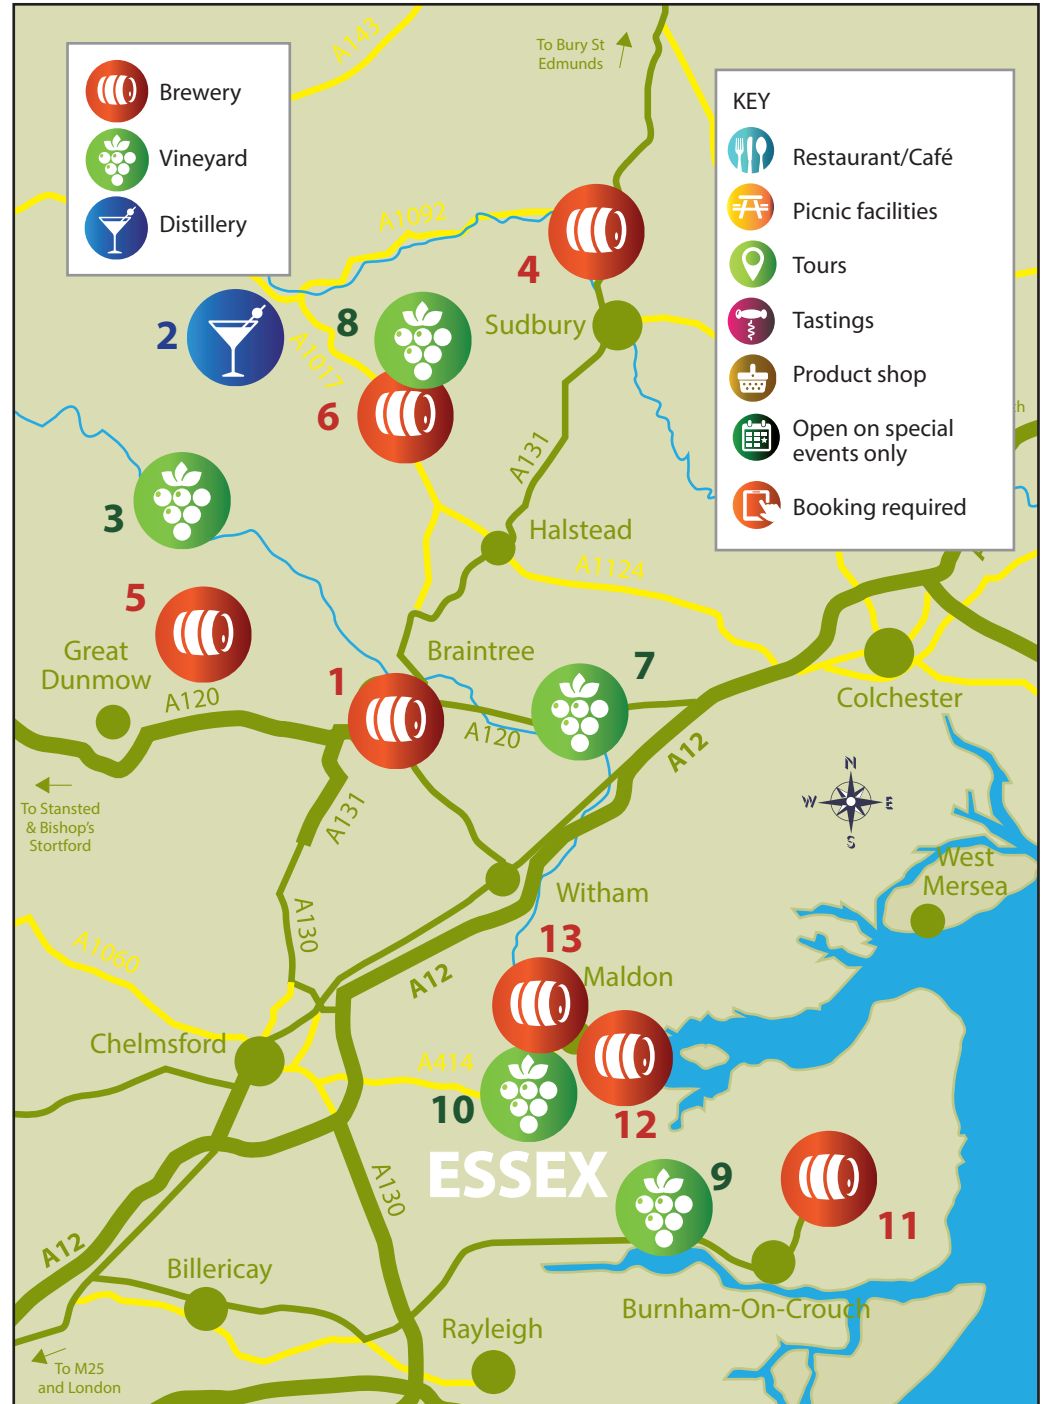 A143
To Bury St
Edmunds
Brewery
Vineyard
Distillery
KEY
Restaurant/Café
Picnic facilities
Tours
Tastings
Product shop
Open on special
events only
Booking required
A1092
4
2
8
Sudbury
A1017
6
A131
3
Halstead
A1124
5
Great
Dunmow
Braintree
7
1
A120
A120
Colchester
A12
N
W
E
S
To Stansted
& Bishop's
Stortford
A131
West
Mersea
Witham
A130
A1060
13
A12
Maldon
Chelmsford
A414
10
12
ESSEX
9
A130
11
A12
Billericay
Burnham-On-Crouch
Rayleigh
To M25
and London